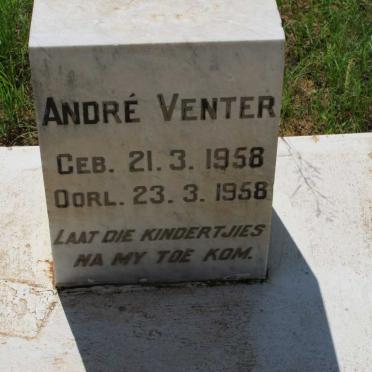 ANDRÉ VENTER
GEB. 21.3.1958
OORL. 23.3.1958
LAAT DIE KINDERTJIES
NA MY TOE KOM.